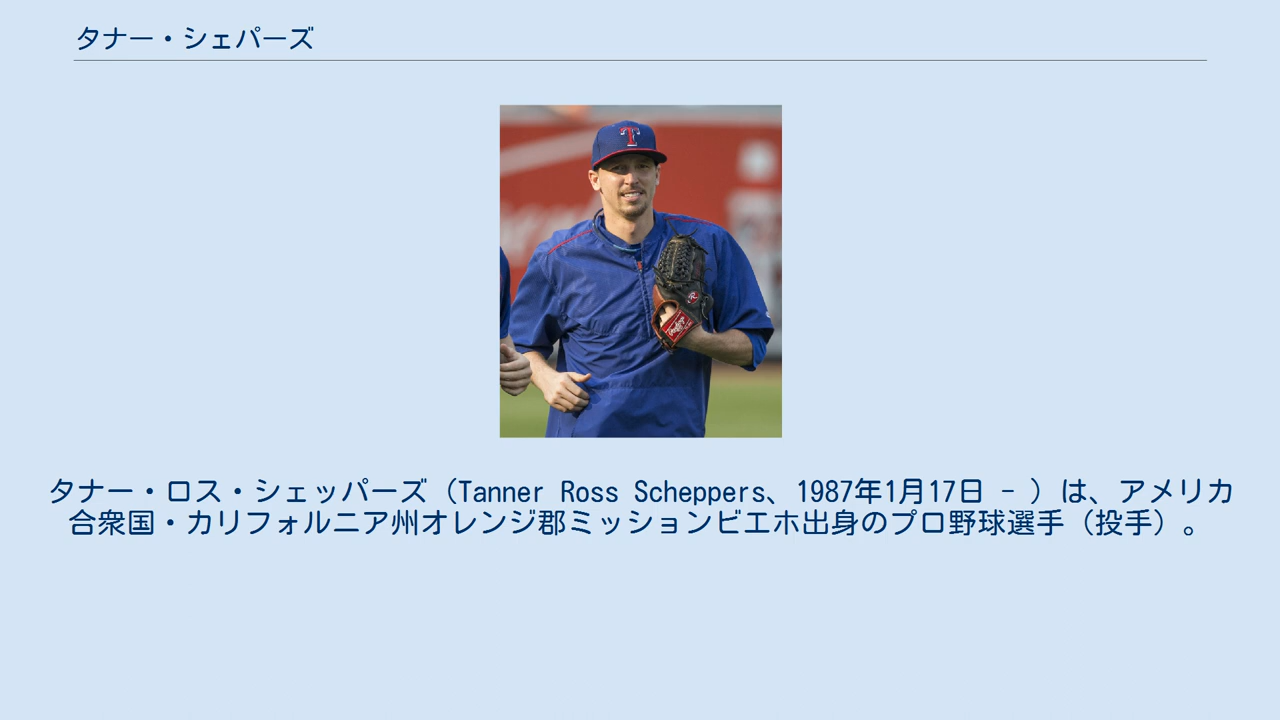 タナー・シェパーズ
T
タナー・ロス・シェッパーズ（Tanner Ross Scheppers、1987年1月17日 - ）は、アメリカ
合衆国・カリフォルニア州オレンジ郡ミッションビエホ出身のプロ野球選手（投手）。